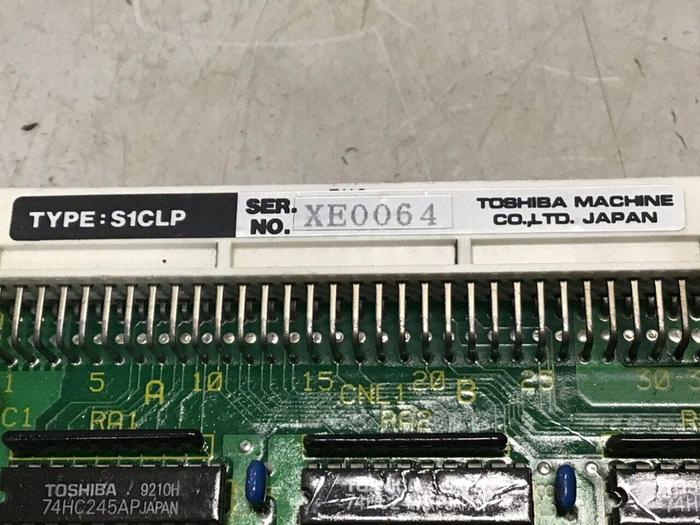 TYPE: S1CLP
SER. NO. XE0064
TOSHIBA MACHINE
CO.,LTD. JAPAN
1 5 A 10 15 CNL1 20 B 25 30
C1 RA1 RA2 R
TOSHIBA 9210H
74HC245AP JAPAN